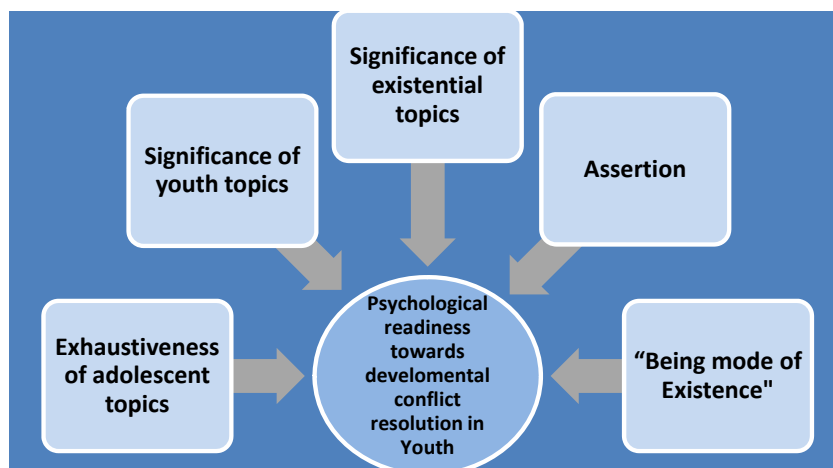 Significance of
existential
topics
Significance of
youth topics
Assertion
Exhaustiveness
of adolescent
topics
Psychological
readiness
towards
develomental
conflict
resolution in
Youth
“Being mode of
Existence"